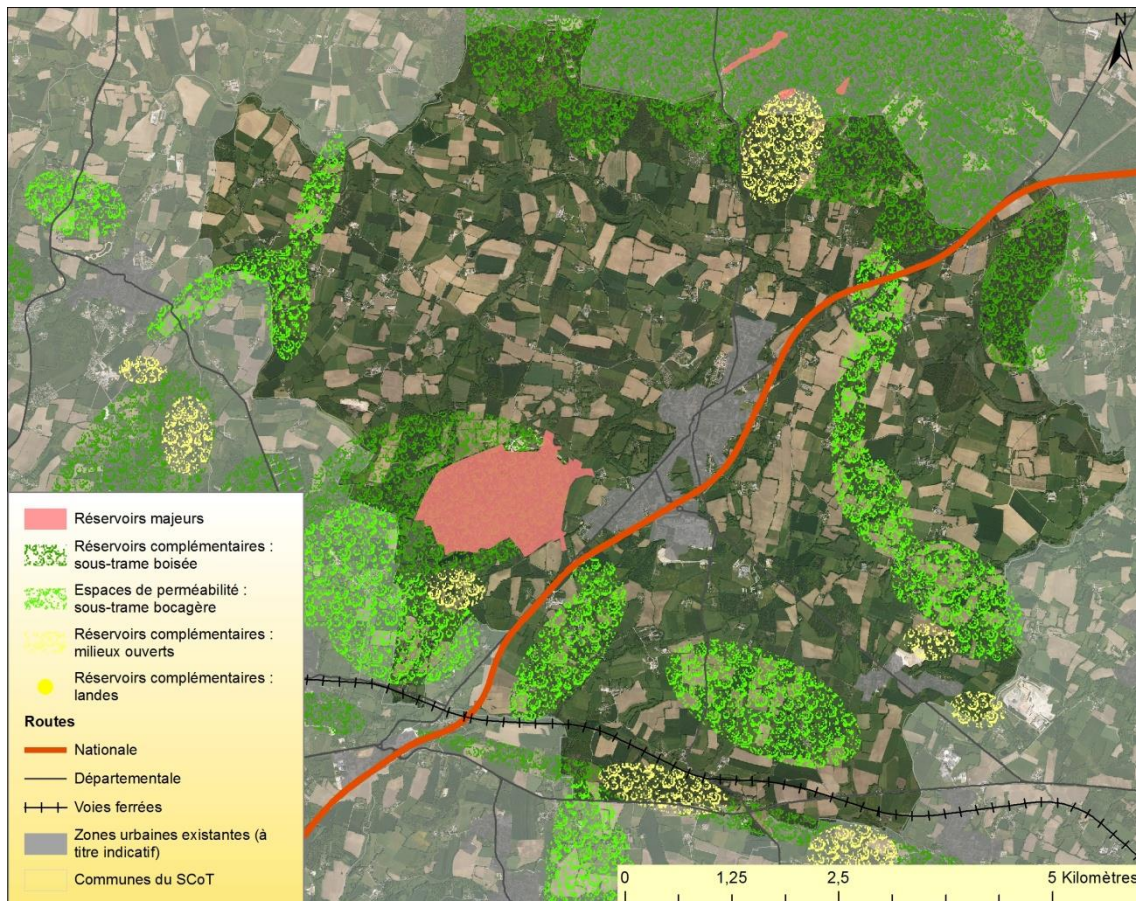 N
Réservoirs majeurs
Réservoirs complémentaires :
sous-trame boisée
Espaces de perméabilité :
sous-trame bocagère
Réservoirs complémentaires :
milieux ouverts
Réservoirs complémentaires :
landes
Routes
Nationale
Départementale
Voies ferrées
Zones urbaines existantes (à
titre indicatif)
Communes du SCoT
0 1,25 2,5 5 Kilomètres